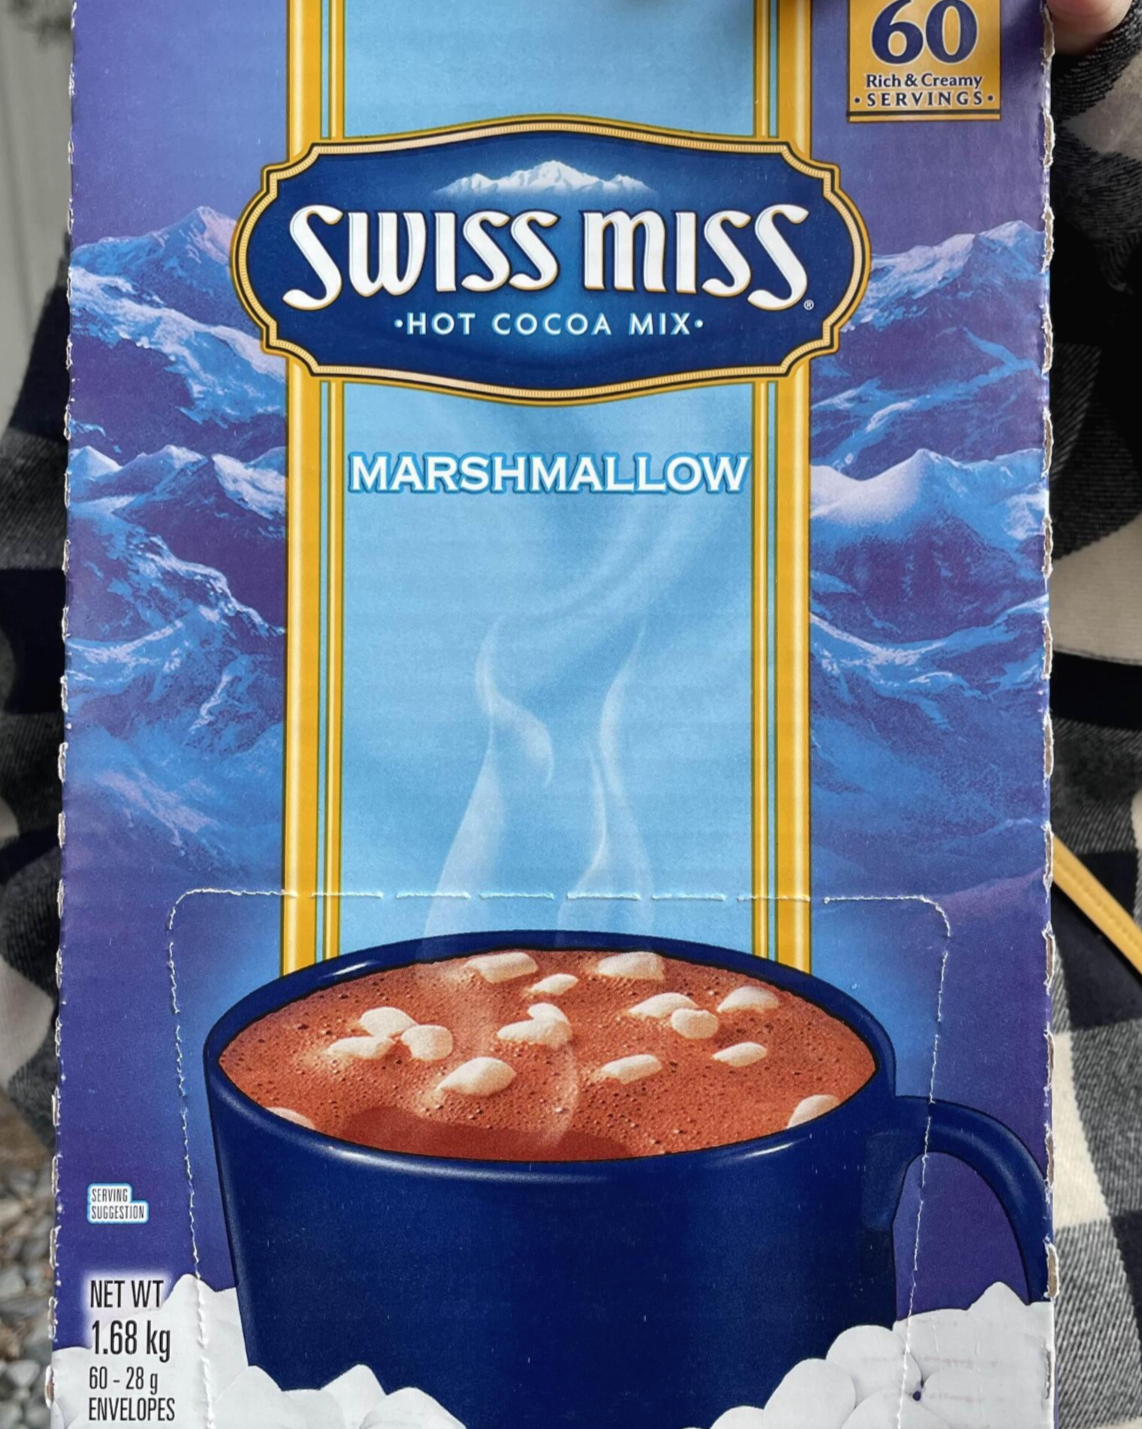 60
Rich & Creamy
• SERVINGS •
SWISS MISS®
•HOT COCOA MIX•
MARSHMALLOW
SERVING
SUGGESTION
NET WT
1.68 kg
60 - 28 g
ENVELOPES